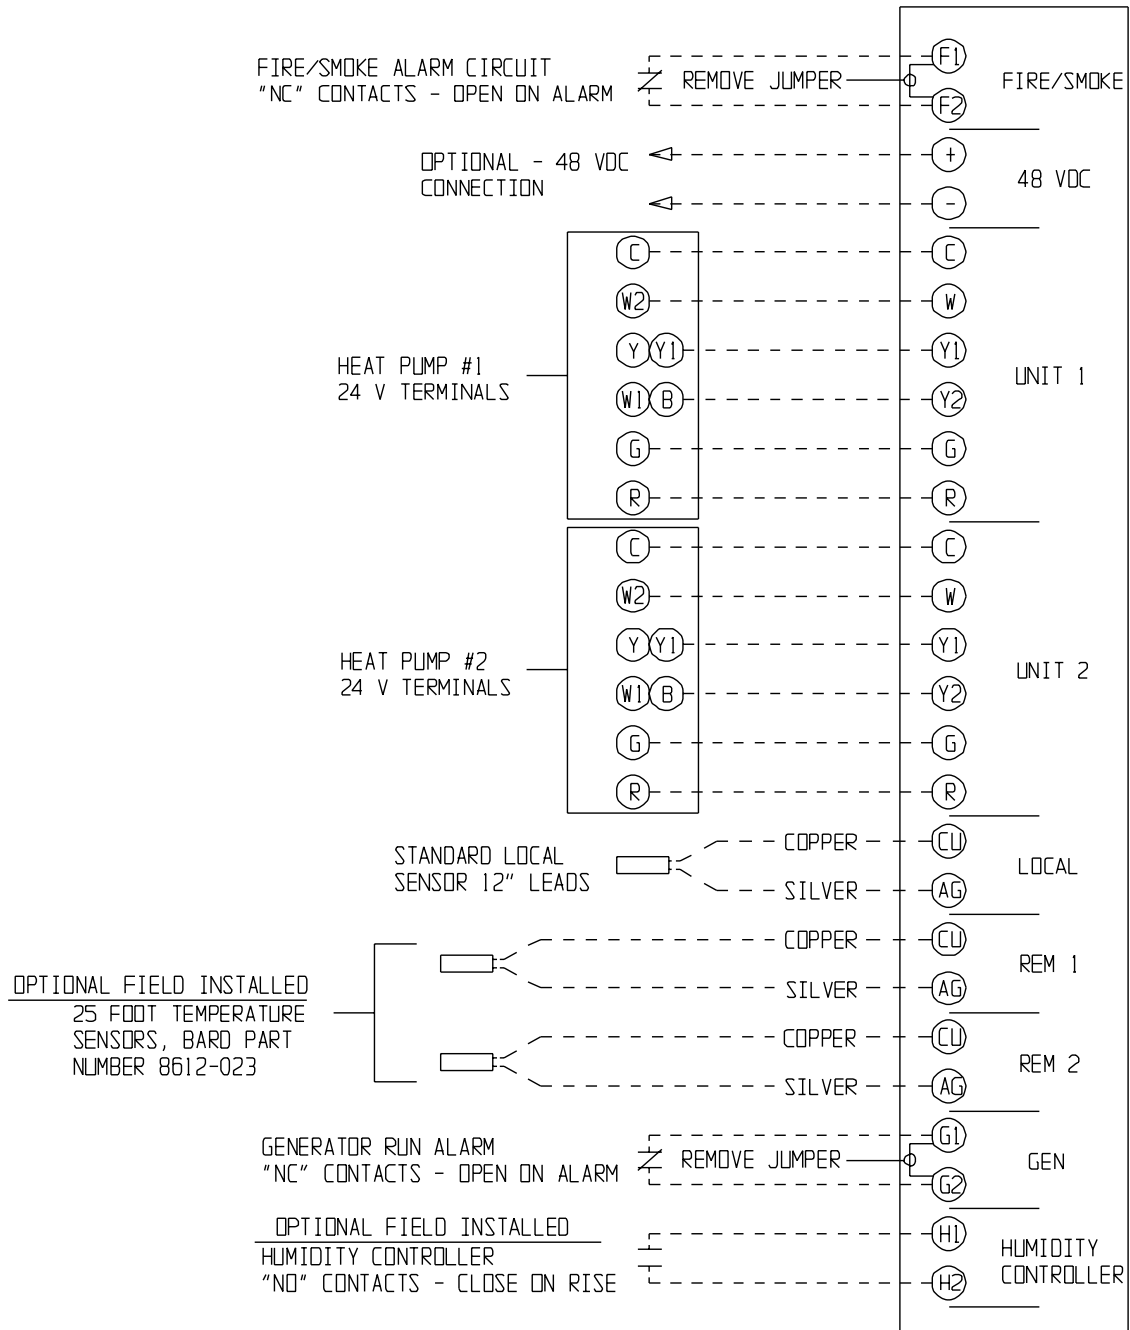 FIRE/SMOKE ALARM CIRCUIT
"NC" CONTACTS - OPEN ON ALARM
REMOVE JUMPER
F1
F2
FIRE/SMOKE
OPTIONAL - 48 VDC
CONNECTION
+
-
48 VDC
HEAT PUMP #1
24 V TERMINALS
C C
W2 W
Y Y1 Y1
W1 B Y2
G G
R R
UNIT 1
HEAT PUMP #2
24 V TERMINALS
C C
W2 W
Y Y1 Y1
W1 B Y2
G G
R R
UNIT 2
STANDARD LOCAL
SENSOR 12" LEADS
COPPER CU
SILVER AG
LOCAL
OPTIONAL FIELD INSTALLED
25 FOOT TEMPERATURE
SENSORS, BARD PART
NUMBER 8612-023
COPPER CU
SILVER AG
REM 1
COPPER CU
SILVER AG
REM 2
GENERATOR RUN ALARM
"NC" CONTACTS - OPEN ON ALARM
REMOVE JUMPER
G1
G2
GEN
OPTIONAL FIELD INSTALLED
HUMIDITY CONTROLLER
"NO" CONTACTS - CLOSE ON RISE
H1
H2
HUMIDITY
CONTROLLER